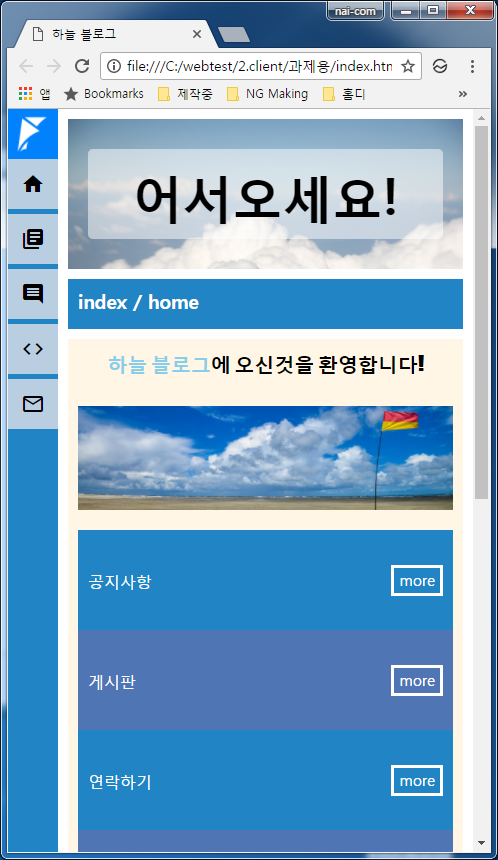 nai-com
하늘 블로그
file:///C:/webtest/2.client/과제용/index.htm
앱
Bookmarks
제작중
NG Making
홈디
»
어서오세요!
index / home
하늘 블로그에 오신것을 환영합니다!
공지사항
more
게시판
more
연락하기
more